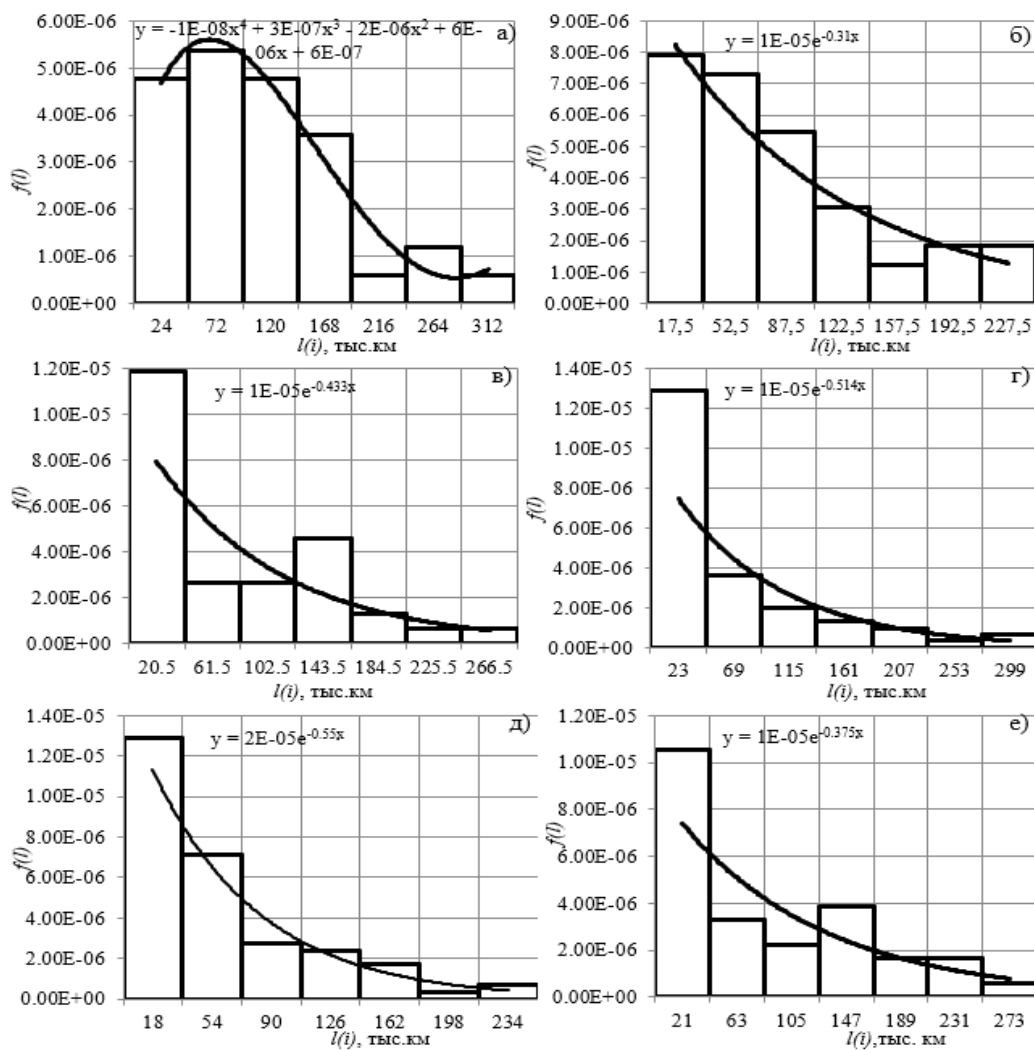 y = -1E-08x⁴ + 3E-07x³ - 2E-06x² + 6E-
06x + 6E-07
а)
6.00E-06
5.00E-06
4.00E-06
3.00E-06
2.00E-06
1.00E-06
0.00E+00
f(l)
24 72 120 168 216 264 312
l(i), тыс.км
y = 1E-05e^-0.31x
б)
9.00E-06
8.00E-06
7.00E-06
6.00E-06
5.00E-06
4.00E-06
3.00E-06
2.00E-06
1.00E-06
0.00E+00
f(l)
17,5 52,5 87,5 122,5 157,5 192,5 227,5
l(i), тыс.км
y = 1E-05e^-0.433x
в)
1.20E-05
8.00E-06
6.00E-06
4.00E-06
2.00E-06
0.00E+00
f(l)
20.5 61.5 102.5 143.5 184.5 225.5 266.5
l(i), тыс.км
y = 1E-05e^-0.514x
г)
1.40E-05
1.20E-05
1.00E-05
8.00E-06
6.00E-06
4.00E-06
2.00E-06
0.00E+00
f(l)
23 69 115 161 207 253 299
l(i), тыс.км
y = 2E-05e^-0.55x
д)
1.40E-05
1.20E-05
1.00E-05
8.00E-06
6.00E-06
4.00E-06
2.00E-06
0.00E+00
f(l)
18 54 90 126 162 198 234
l(i), тыс.км
y = 1E-05e^-0.375x
е)
1.20E-05
1.00E-05
8.00E-06
6.00E-06
4.00E-06
2.00E-06
0.00E+00
f(l)
21 63 105 147 189 231 273
l(i),тыс. км